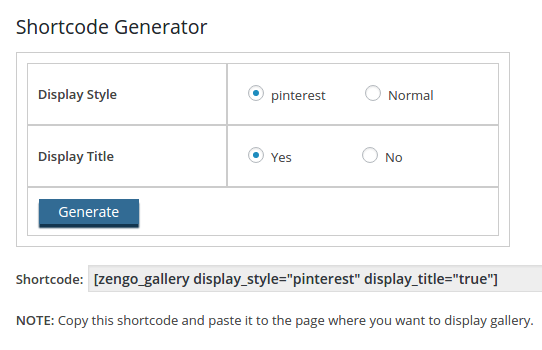 Shortcode Generator
Display Style pinterest Normal
Display Title Yes No
Generate
Shortcode: [zengo_gallery display_style="pinterest" display_title="true"]
NOTE: Copy this shortcode and paste it to the page where you want to display gallery.